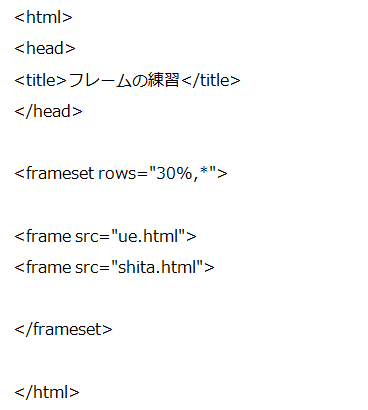 <html>
<head>
<title>フレームの練習</title>
</head>
<frameset rows="30%,*">
<frame src="ue.html">
<frame src="shita.html">
</frameset>
</html>